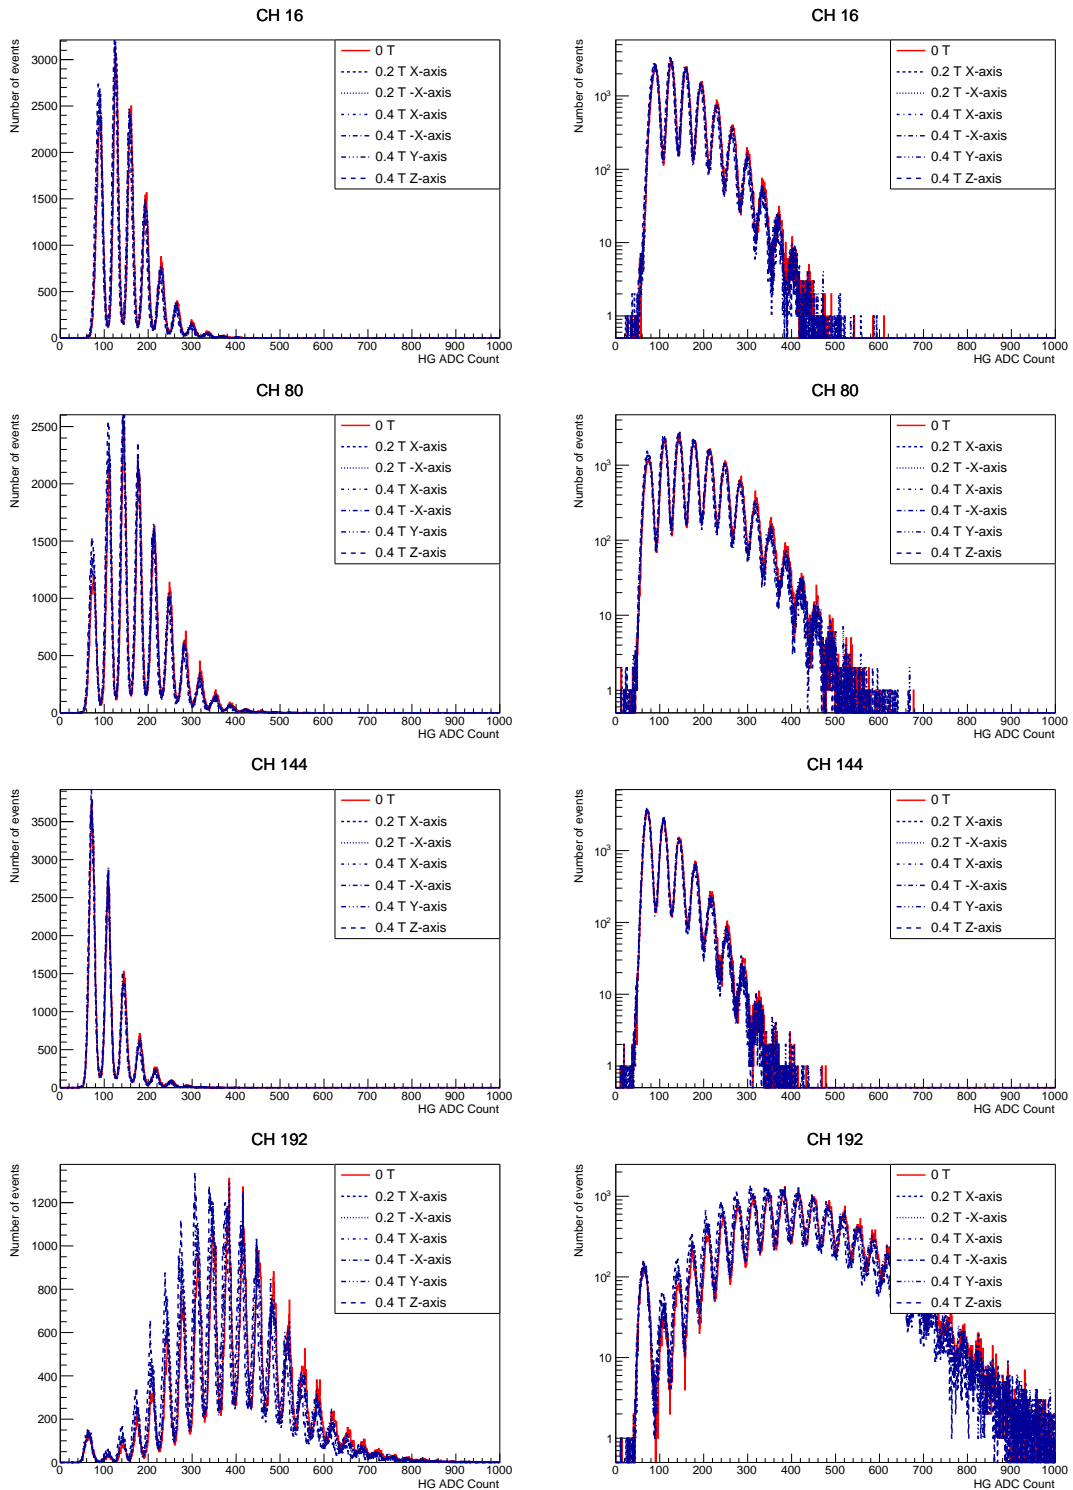 CH 16
Number of events
3000
2500
2000
1500
1000
500
0
0 100 200 300 400 500 600 700 800 900 1000
HG ADC Count
0 T
0.2 T X-axis
0.2 T -X-axis
0.4 T X-axis
0.4 T -X-axis
0.4 T Y-axis
0.4 T Z-axis
CH 16
Number of events
10³
10²
10
1
0 100 200 300 400 500 600 700 800 900 1000
HG ADC Count
0 T
0.2 T X-axis
0.2 T -X-axis
0.4 T X-axis
0.4 T -X-axis
0.4 T Y-axis
0.4 T Z-axis
CH 80
Number of events
2500
2000
1500
1000
500
0
0 100 200 300 400 500 600 700 800 900 1000
HG ADC Count
0 T
0.2 T X-axis
0.2 T -X-axis
0.4 T X-axis
0.4 T -X-axis
0.4 T Y-axis
0.4 T Z-axis
CH 80
Number of events
10³
10²
10
1
0 100 200 300 400 500 600 700 800 900 1000
HG ADC Count
0 T
0.2 T X-axis
0.2 T -X-axis
0.4 T X-axis
0.4 T -X-axis
0.4 T Y-axis
0.4 T Z-axis
CH 144
Number of events
3500
3000
2500
2000
1500
1000
500
0
0 100 200 300 400 500 600 700 800 900 1000
HG ADC Count
0 T
0.2 T X-axis
0.2 T -X-axis
0.4 T X-axis
0.4 T -X-axis
0.4 T Y-axis
0.4 T Z-axis
CH 144
Number of events
10³
10²
10
1
0 100 200 300 400 500 600 700 800 900 1000
HG ADC Count
0 T
0.2 T X-axis
0.2 T -X-axis
0.4 T X-axis
0.4 T -X-axis
0.4 T Y-axis
0.4 T Z-axis
CH 192
Number of events
1200
1000
800
600
400
200
0
0 100 200 300 400 500 600 700 800 900 1000
HG ADC Count
0 T
0.2 T X-axis
0.2 T -X-axis
0.4 T X-axis
0.4 T -X-axis
0.4 T Y-axis
0.4 T Z-axis
CH 192
Number of events
10³
10²
10
1
0 100 200 300 400 500 600 700 800 900 1000
HG ADC Count
0 T
0.2 T X-axis
0.2 T -X-axis
0.4 T X-axis
0.4 T -X-axis
0.4 T Y-axis
0.4 T Z-axis